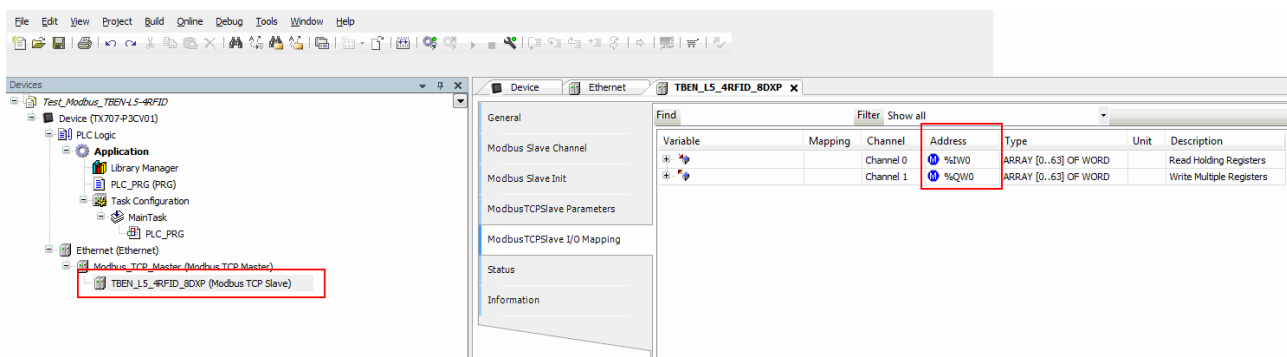 File Edit View Project Build Online Debug Tools Window Help
Devices
Test_Modbus_TBEN-L5-4RFID
Device (TX707-P3CV01)
PLC Logic
Application
Library Manager
PLC_PRG (PRG)
Task Configuration
MainTask
PLC_PRG
Ethernet (Ethernet)
Modbus_TCP_Master (Modbus TCP Master)
TBEN_L5_4RFID_8DXP (Modbus TCP Slave)
Device Ethernet TBEN_L5_4RFID_8DXP
General
Modbus Slave Channel
Modbus Slave Init
ModbusTCPSlave Parameters
ModbusTCPSlave I/O Mapping
Status
Information
Find Filter Show all
Variable Mapping Channel Address Type Unit Description
Channel 0 %IW0 ARRAY [0..63] OF WORD Read Holding Registers
Channel 1 %QW0 ARRAY [0..63] OF WORD Write Multiple Registers